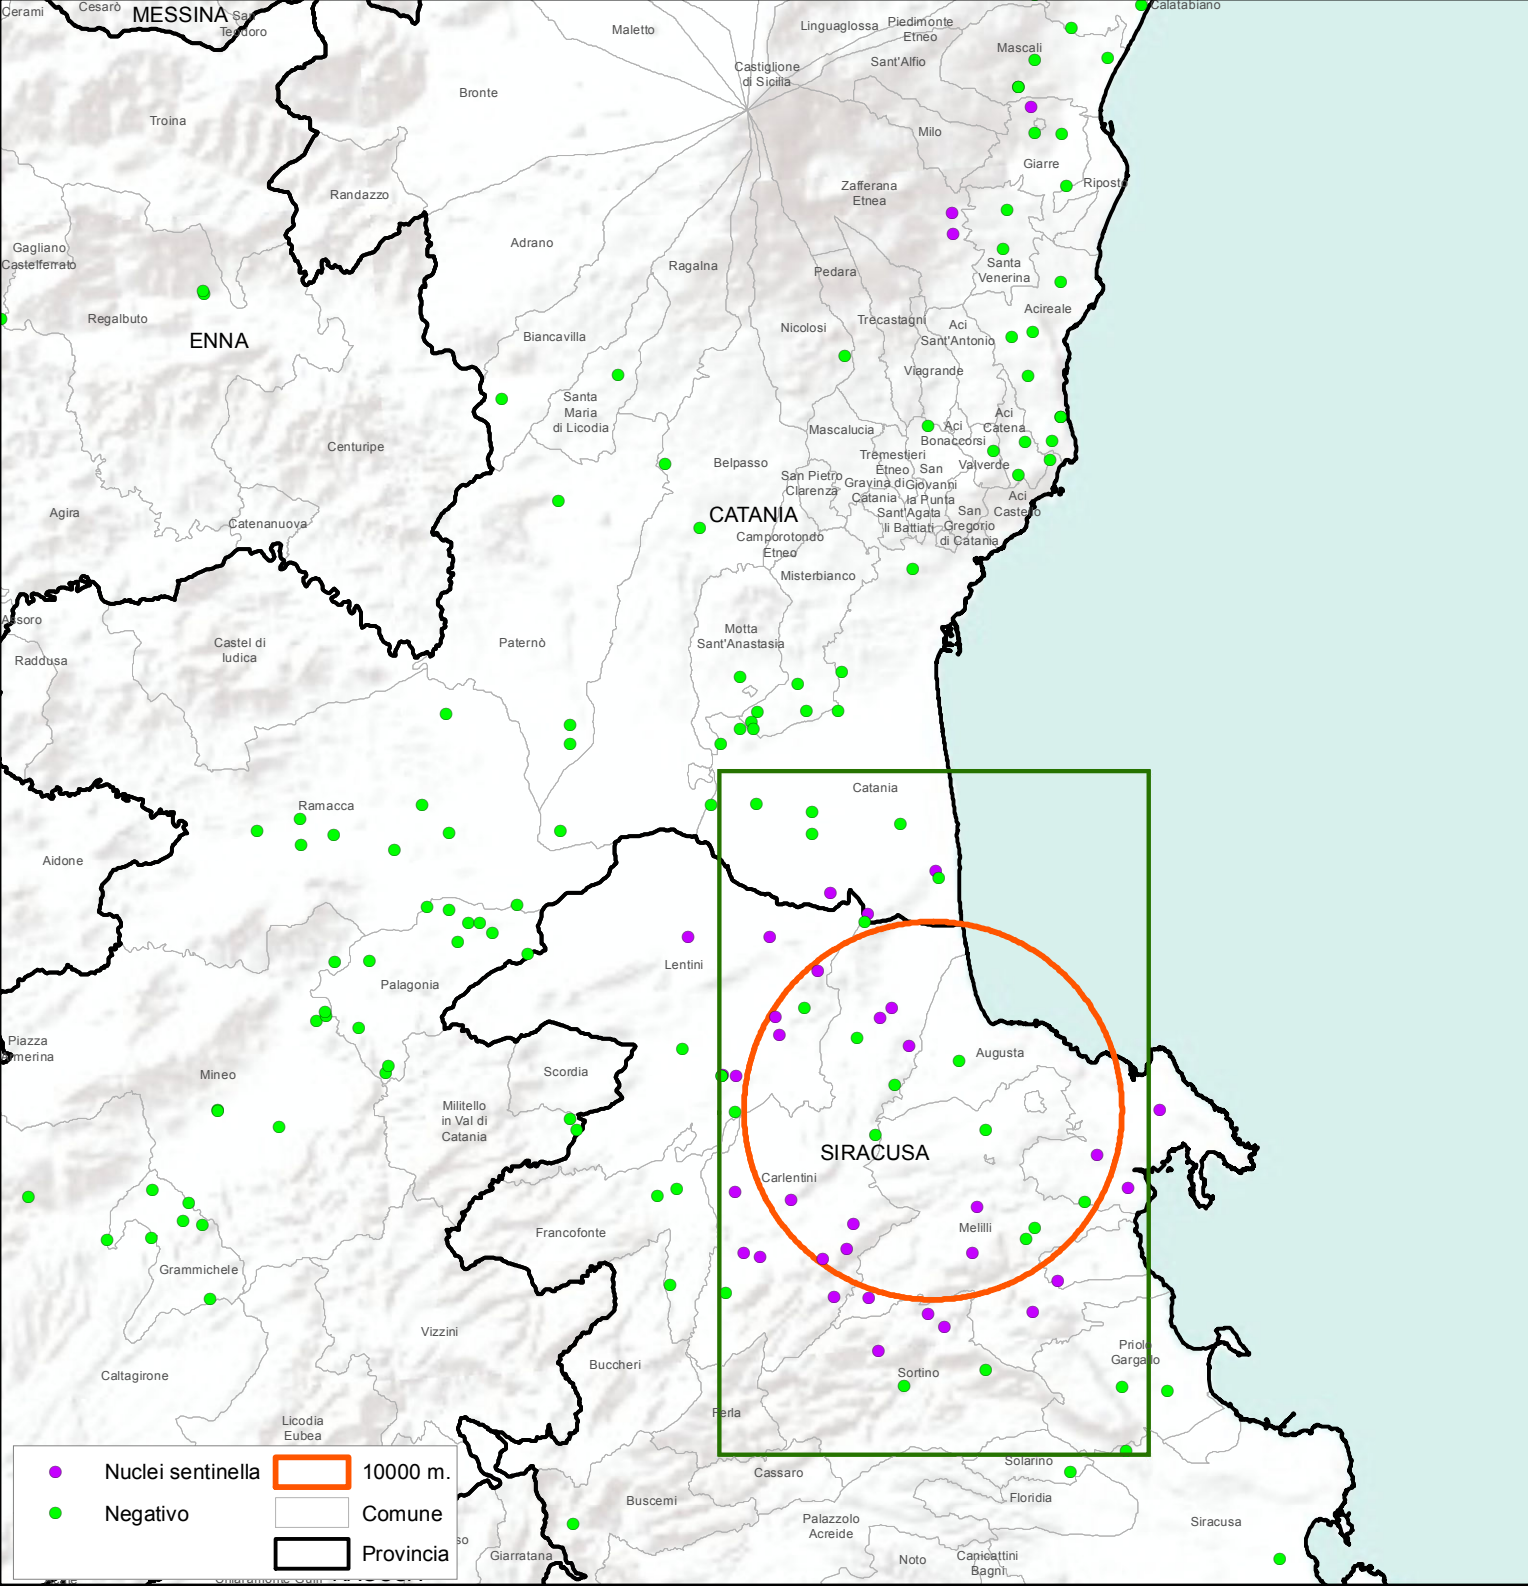 Cerami
Cesarò
MESSINA
San
Teodoro
Maletto
Linguaglossa
Piedimonte
Etneo
Calatabiano
Mascali
Sant'Alfio
Castiglione
di Sicilia
Bronte
Troina
Milo
Giarre
Riposto
Randazzo
Zafferana
Etnea
Gagliano
Castelferrato
Adrano
Ragalna
Pedara
Santa
Venerina
Regalbuto
ENNA
Biancavilla
Nicolosi
Trecastagni
Aci
Sant'Antonio
Acireale
Viagrande
Santa
Maria
di Licodia
Centuripe
Mascalucia
Aci
Bonaccorsi
Aci
Catena
Belpasso
Tremestieri
Etneo
San
Giovanni
la Punta
Valverde
San Pietro
Clarenza
Gravina di
Catania
Sant'Agata
li Battiati
San
Gregorio
di Catania
Aci
Castello
Agira
Catenanuova
CATANIA
Camporotondo
Etneo
Misterbianco
Assoro
Raddusa
Castel di
Iudica
Paternò
Motta
Sant'Anastasia
Catania
Ramacca
Aidone
Lentini
Palagonia
Piazza
Armerina
Mineo
Scordia
Augusta
Militello
in Val di
Catania
SIRACUSA
Carlentini
Melilli
Francofonte
Grammichele
Vizzini
Buccheri
Sortino
Priolo
Gargallo
Caltagirone
Licodia
Eubea
Ferla
Cassaro
Solarino
Floridia
Buscemi
Palazzolo
Acreide
Siracusa
Giarratana
Noto
Canicattini
Bagni
Nuclei sentinella
10000 m.
Negativo
Comune
Provincia